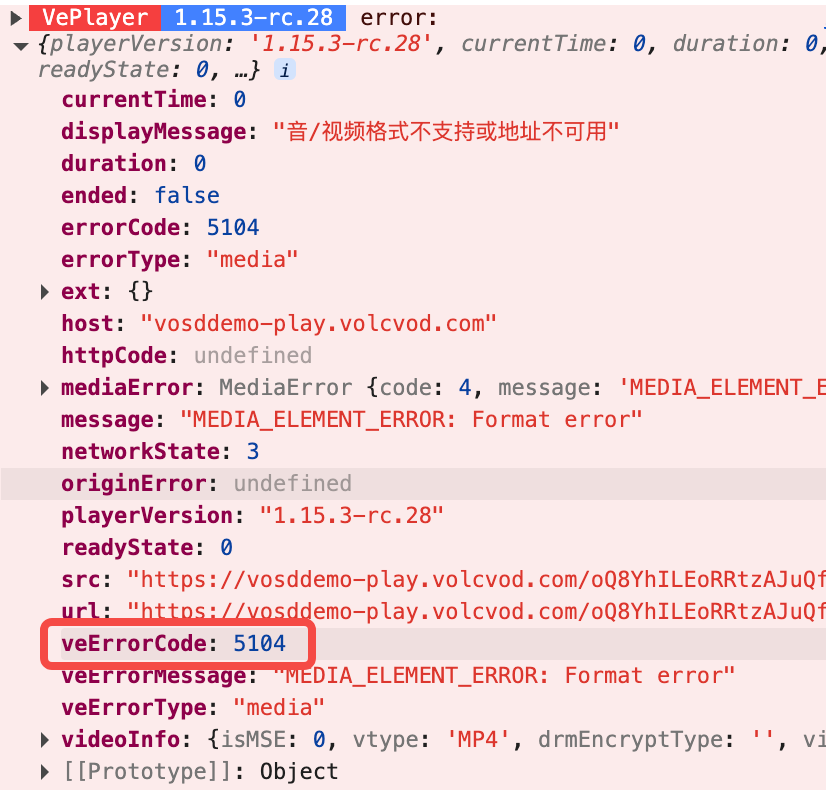 VePlayer 1.15.3-rc.28 error:
{playerVersion: '1.15.3-rc.28', currentTime: 0, duration: 0,
readyState: 0, …} i
currentTime: 0
displayMessage: "音/视频格式不支持或地址不可用"
duration: 0
ended: false
errorCode: 5104
errorType: "media"
ext: {}
host: "vosddemo-play.volcvod.com"
httpCode: undefined
mediaError: MediaError {code: 4, message: 'MEDIA_ELEMENT_E
message: "MEDIA_ELEMENT_ERROR: Format error"
networkState: 3
originError: undefined
playerVersion: "1.15.3-rc.28"
readyState: 0
src: "https://vosddemo-play.volcvod.com/oQ8YhILEoRRtzAJuQf
url: "https://vosddemo-play.volcvod.com/oQ8YhILEoRRtzAJuQf
veErrorCode: 5104
veErrorMessage: "MEDIA_ELEMENT_ERROR: Format error"
veErrorType: "media"
videoInfo: {isMSE: 0, vtype: 'MP4', drmEncryptType: '', vi
[[Prototype]]: Object